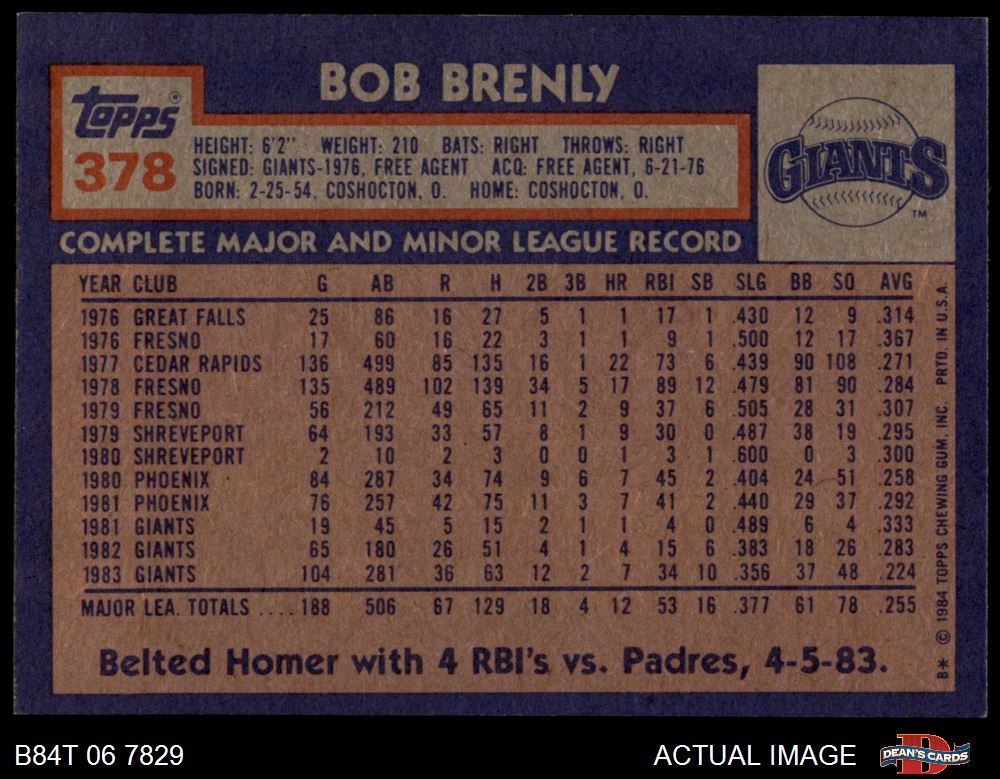 BOB BRENLY
Topps
378
HEIGHT: 6'2" WEIGHT: 210 BATS: RIGHT THROWS: RIGHT
SIGNED: GIANTS-1976, FREE AGENT ACQ: FREE AGENT, 6-21-76
BORN: 2-25-54, COSHOCTON, O. HOME: COSHOCTON, O.
GIANTS
TM
COMPLETE MAJOR AND MINOR LEAGUE RECORD
YEAR CLUB G AB R H 2B 3B HR RBI SB SLG BB SO AVG
1976 GREAT FALLS 25 86 16 27 5 1 1 17 1 .430 12 9 .314
1976 FRESNO 17 60 16 22 3 1 1 9 1 .500 12 17 .367
1977 CEDAR RAPIDS 136 499 85 135 16 1 22 73 6 .439 90 108 .271
1978 FRESNO 135 489 102 139 34 5 17 89 12 .479 81 90 .284
1979 FRESNO 56 212 49 65 11 2 9 37 6 .505 28 31 .307
1979 SHREVEPORT 64 193 33 57 8 1 9 30 0 .487 38 19 .295
1980 SHREVEPORT 2 10 2 3 0 0 1 3 1 .600 0 3 .300
1980 PHOENIX 84 287 34 74 9 6 7 45 2 .404 24 51 .258
1981 PHOENIX 76 257 42 75 11 3 7 41 2 .440 29 37 .292
1981 GIANTS 19 45 5 15 2 1 1 4 0 .489 6 4 .333
1982 GIANTS 65 180 26 51 4 1 4 15 6 .383 18 26 .283
1983 GIANTS 104 281 36 63 12 2 7 34 10 .356 37 48 .224
MAJOR LEA. TOTALS ....188 506 67 129 18 4 12 53 16 .377 61 78 .255
Belted Homer with 4 RBI's vs. Padres, 4-5-83.
B* © 1984 TOPPS CHEWING GUM, INC. PRTD. IN U.S.A.
B84T 06 7829
ACTUAL IMAGE
DEAN'S CARDS